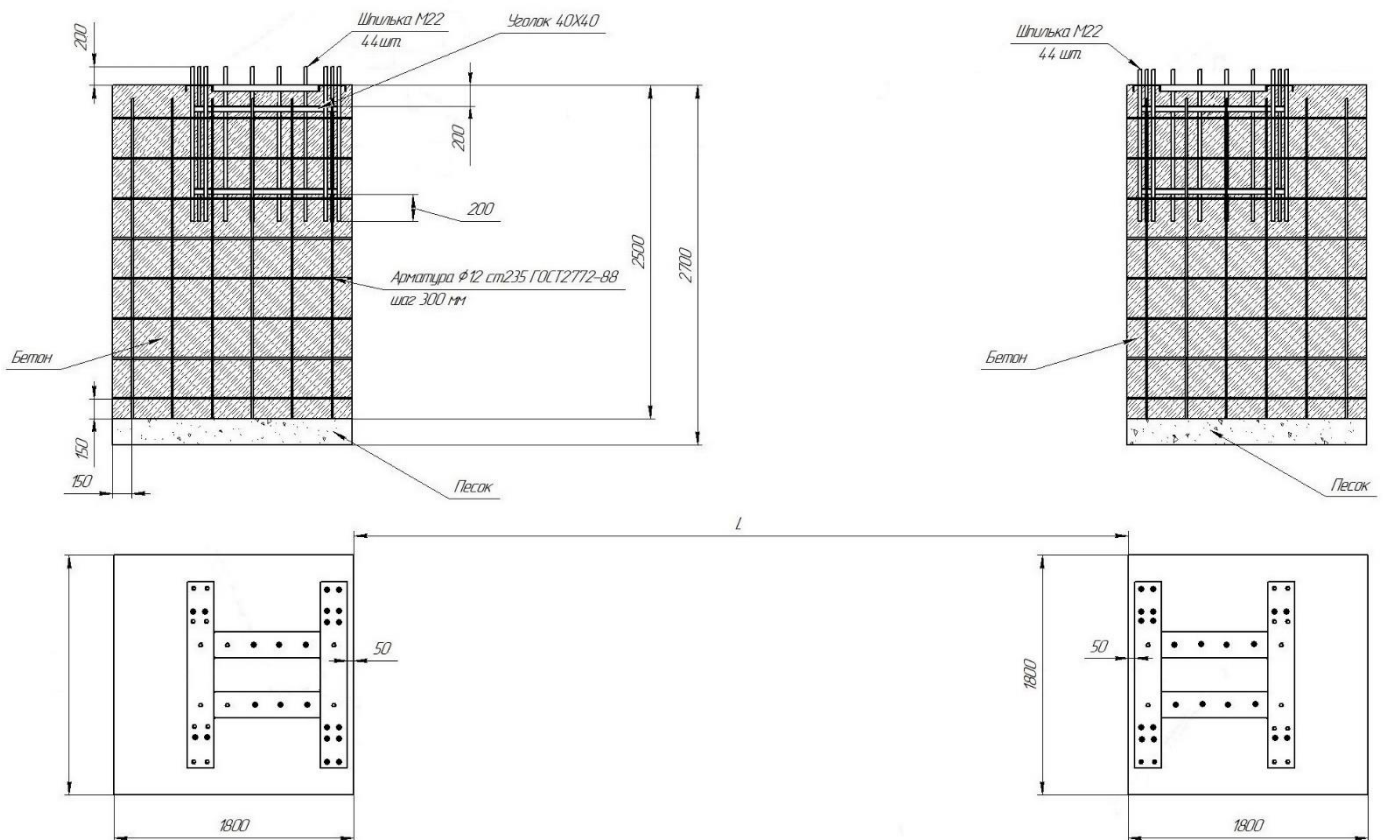 200
Шпилька М22
44 шт.
Уголок 40Х40
200
200
Арматура Ф12 ст235 ГОСТ2772-88
шаг 300 мм
2500
2700
Бетон
150
150
Песок
Шпилька М22
44 шт.
Бетон
Песок
L
50
1800
50
1800
1800